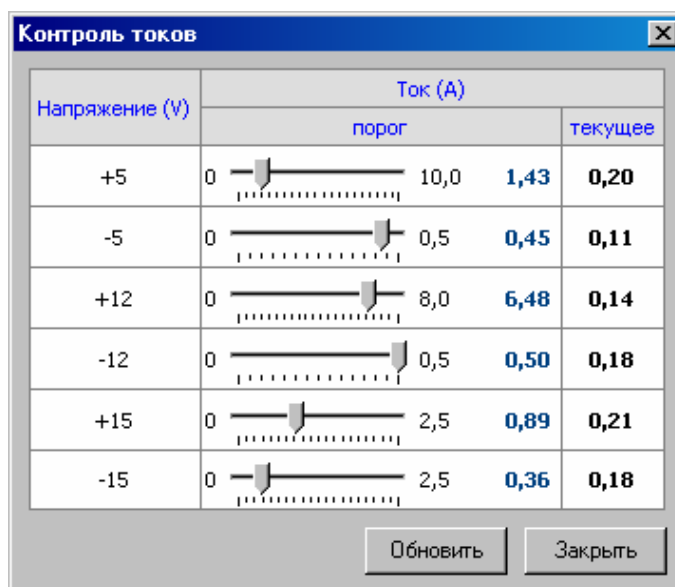 Контроль токов
Напряжение (V) Ток (А)
порог текущее
+5 0 10,0 1,43 0,20
-5 0 0,5 0,45 0,11
+12 0 8,0 6,48 0,14
-12 0 0,5 0,50 0,18
+15 0 2,5 0,89 0,21
-15 0 2,5 0,36 0,18
Обновить Закрыть